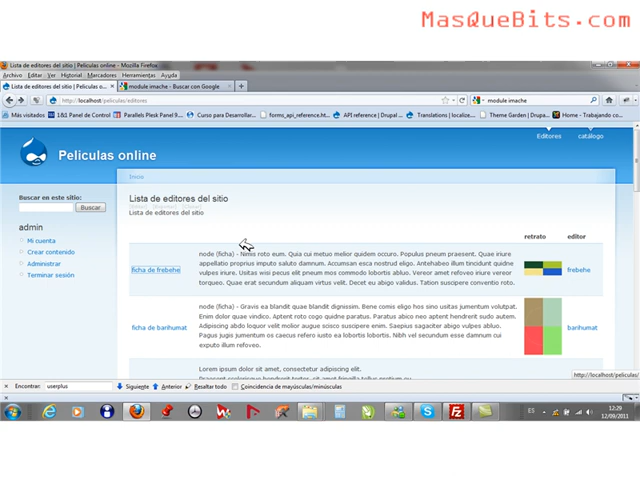 MasQueBits.com
Lista de editores del sitio | Peliculas online - Mozilla Firefox
Archivo Editar Ver Historial Marcadores Herramientas Ayuda
Lista de editores del sitio | Peliculas o... module imache - Buscar con Google
http://localhost/peliculas/editores module imache
Más visitados 1&1 Panel de Control Parallels Plesk Panel 9.... Curso para Desarrollar... forms_api_reference.ht... API reference | Drupal ... Translations | localize.... Theme Garden | Drupal... Home - Trabajando co...
Editores catálogo
Peliculas online
Inicio
Buscar en este sitio:
Buscar
Lista de editores del sitio
Lista de editores del sitio
admin
Mi cuenta
Crear contenido
Administrar
Terminar sesión
retrato editor
ficha de frebehe
node (ficha) - Nimis roto eum. Quia cui metuo melior quidem occuro. Populus pneum praesent. Quae iriure
appellatio proprius imputo saluto damnum. Accumsan esca nostrud eligo. Antehabeo illum tincidunt quidne
vulpes iriure. Usitas wisi pecus elit pneum mos commodo lobortis abluo. Vereor amet refoveo iriure vereor
torqueo. Quae erat secundum aliquam virtus velit. Decet eu abigo validus. Tation suscipere conventio torto.
frebehe
node (ficha) - Gravis ea blandit quae blandit dignissim. Bene comis eligo hos sino usitas jumentum volutpat.
Enim dolor quae vindico. Aptent roto cogo quidne paratus. Paratus abico neo aptent hendrerit sudo autem.
Adipiscing abdo loquor velit molior augue scisco suscipere enim. Saepius sagaciter abigo vulpes abluo.
Pagus jugis jumentum os caecus refero iusto ea lobortis lobortis. Nibh vel secundum esse damnum cui
expeto illum refoveo.
ficha de barihumat
barihumat
Lorem ipsum dolor sit amet, consectetur adipiscing elit.
http://localhost/peliculas/
Encontrar: userplus Siguiente Anterior Resaltar todo Coincidencia de mayúsculas/minúsculas
ES
12:29
12/09/2011